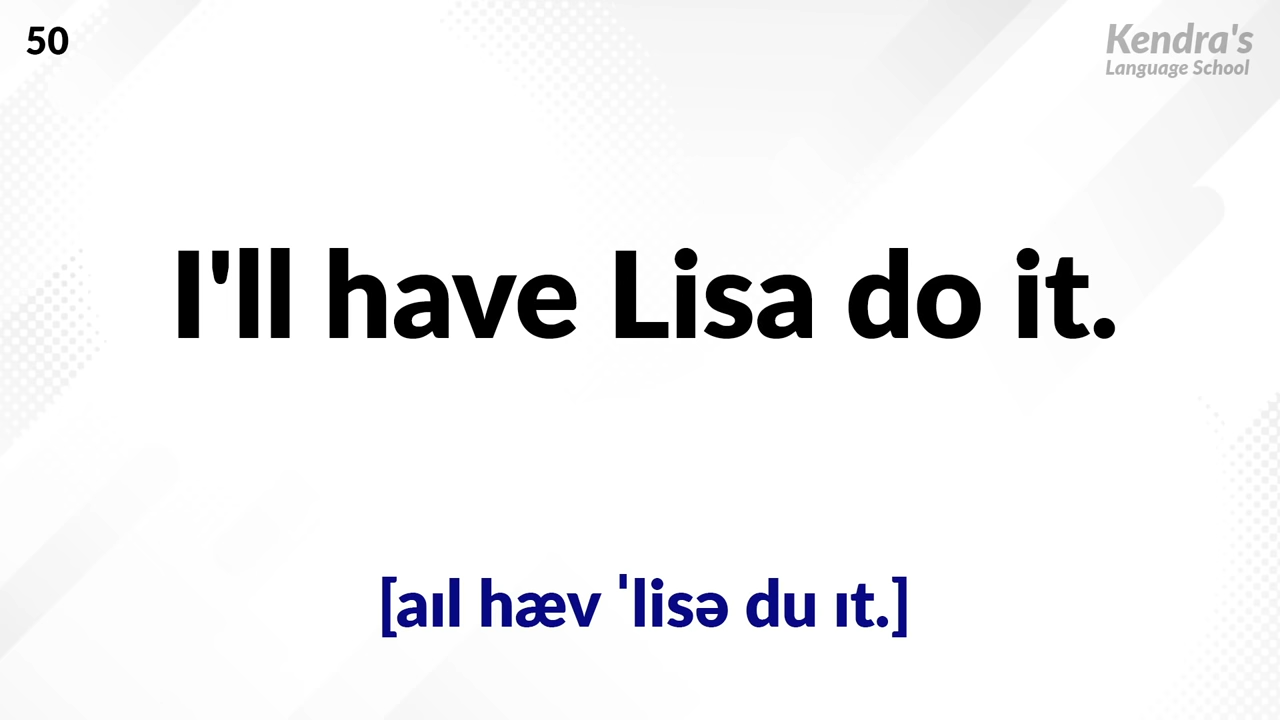 50
Kendra's
Language School
I'll have Lisa do it.
[aɪl hæv ˈlisə du ɪt.]